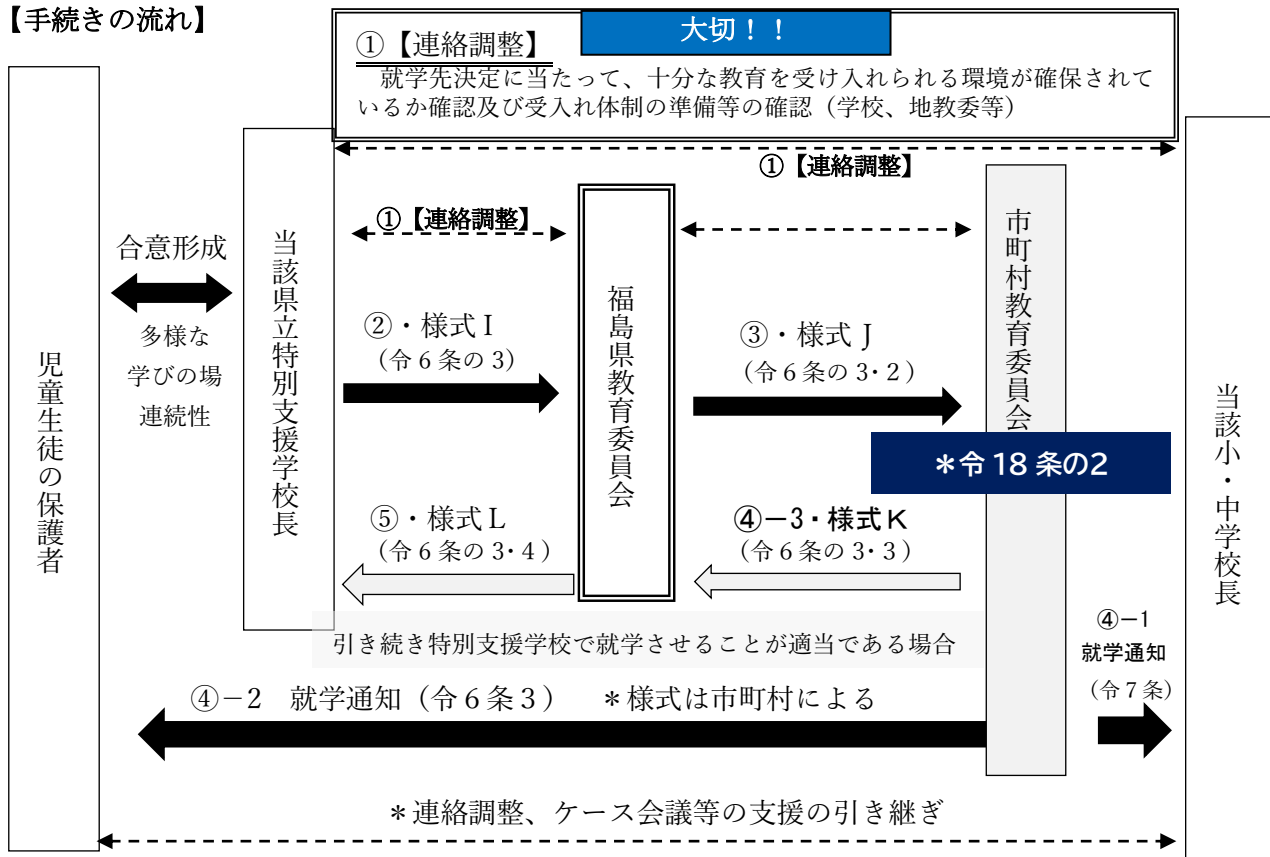 【手続きの流れ】
大切！！
①【連絡調整】
就学先決定に当たって、十分な教育を受け入れられる環境が確保されて
いるか確認及び受入れ体制の準備等の確認（学校、地教委等）
①【連絡調整】
①【連絡調整】
児童生徒の保護者
合意形成
多様な
学びの場
連続性
当該県立特別支援学校長
②・様式Ｉ
（令６条の３）
福島県教育委員会
③・様式Ｊ
（令６条の３･２）
市町村教育委員会
＊令18条の2
当該小・中学校長
⑤・様式Ｌ
（令６条の３･４）
④－３・様式Ｋ
（令６条の３･３）
引き続き特別支援学校で就学させることが適当である場合
④－1
就学通知
（令７条）
④－２　就学通知（令６条３）　＊様式は市町村による
＊連絡調整、ケース会議等の支援の引き継ぎ